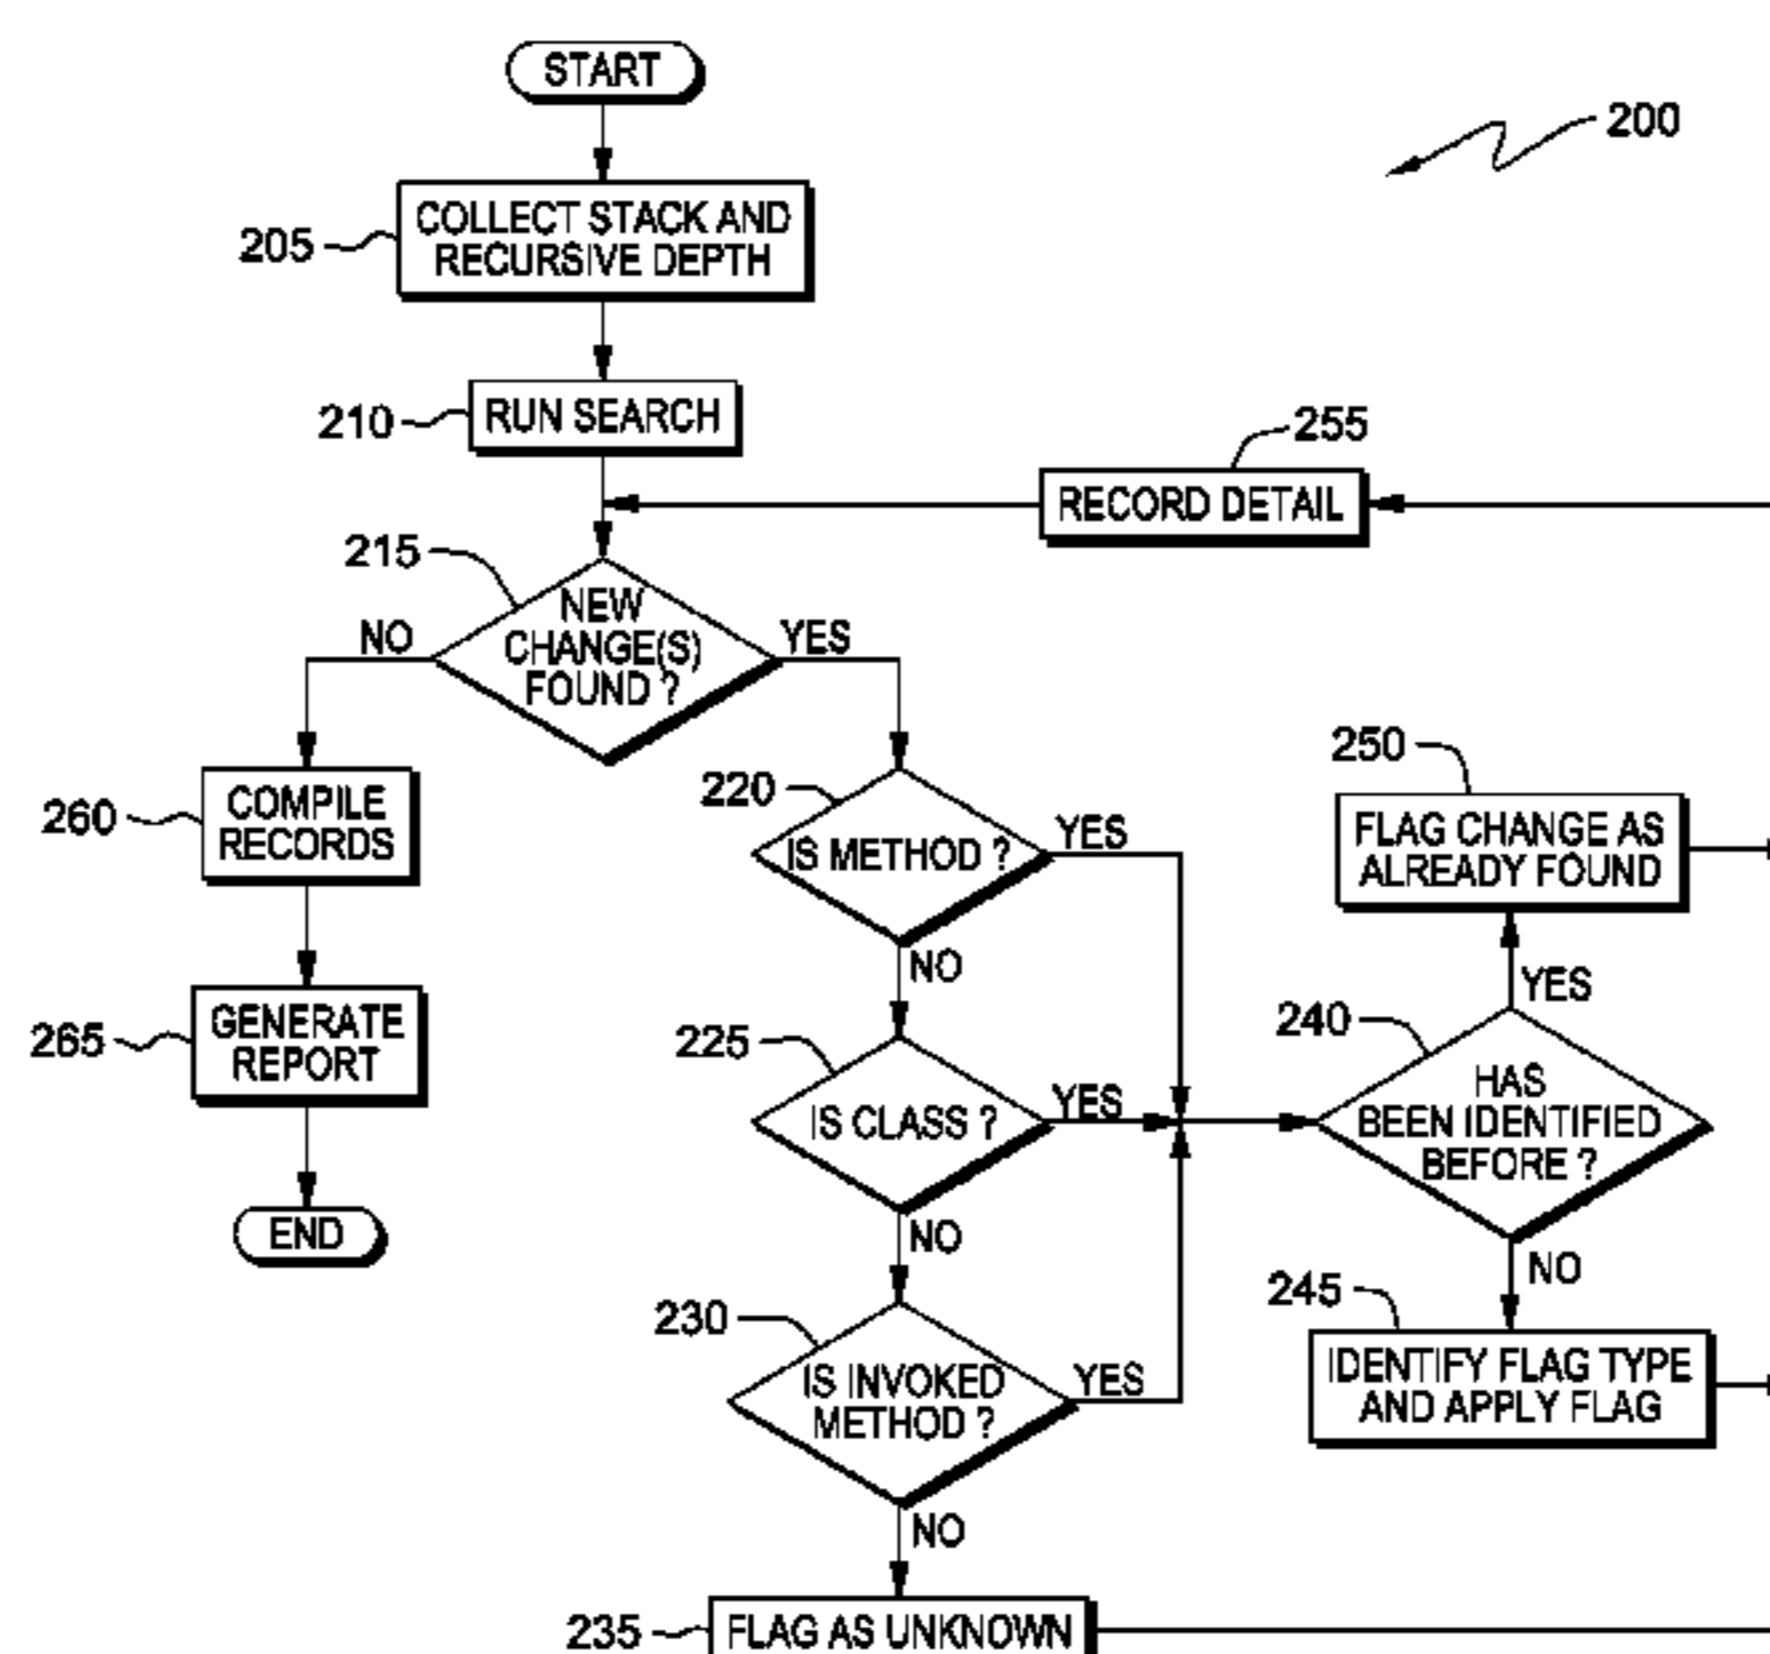 START
200
COLLECT STACK AND
RECURSIVE DEPTH
205
RUN SEARCH
210
255
RECORD DETAIL
215
NEW
CHANGE(S)
FOUND ?
NO
YES
250
220
260
COMPILE
RECORDS
IS METHOD ?
YES
FLAG CHANGE AS
ALREADY FOUND
NO
YES
265
GENERATE
REPORT
225
240
IS CLASS ?
YES
HAS
BEEN IDENTIFIED
BEFORE ?
END
NO
NO
245
230
IS INVOKED
METHOD ?
YES
IDENTIFY FLAG TYPE
AND APPLY FLAG
NO
235
FLAG AS UNKNOWN